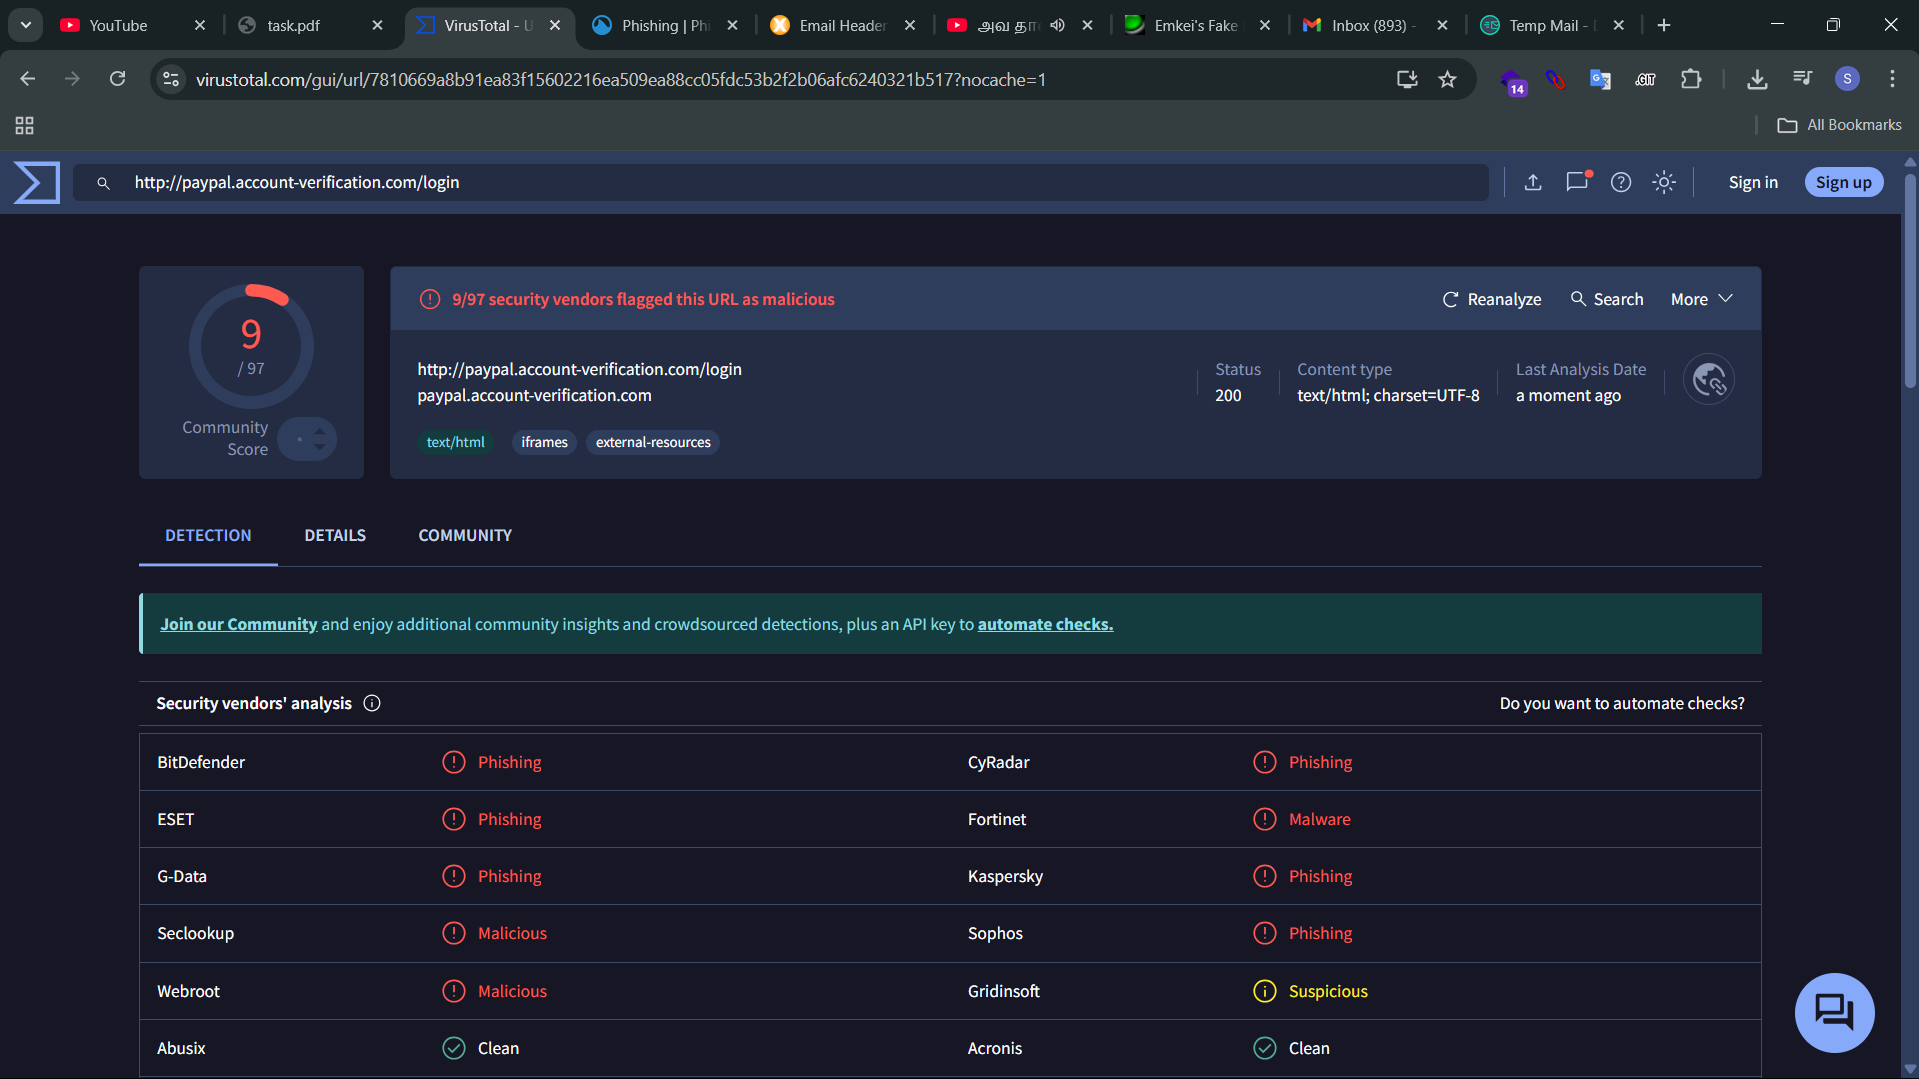 YouTube
task.pdf
VirusTotal - U
Phishing | Phi
Email Header
அவ தா
Emkei's Fake
Inbox (893) -
Temp Mail -
virustotal.com/gui/url/7810669a8b91ea83f15602216ea509ea88cc05fdc53b2f2b06afc6240321b517?nocache=1
14
.GIT
S
All Bookmarks
http://paypal.account-verification.com/login
Sign in
Sign up
9
/ 97
Community
Score
9/97 security vendors flagged this URL as malicious
Reanalyze
Search
More
http://paypal.account-verification.com/login
paypal.account-verification.com
Status
200
Content type
text/html; charset=UTF-8
Last Analysis Date
a moment ago
text/html
iframes
external-resources
DETECTION
DETAILS
COMMUNITY
Join our Community and enjoy additional community insights and crowdsourced detections, plus an API key to automate checks.
Security vendors' analysis
Do you want to automate checks?
BitDefender
Phishing
CyRadar
Phishing
ESET
Phishing
Fortinet
Malware
G-Data
Phishing
Kaspersky
Phishing
Seclookup
Malicious
Sophos
Phishing
Webroot
Malicious
Gridinsoft
Suspicious
Abusix
Clean
Acronis
Clean